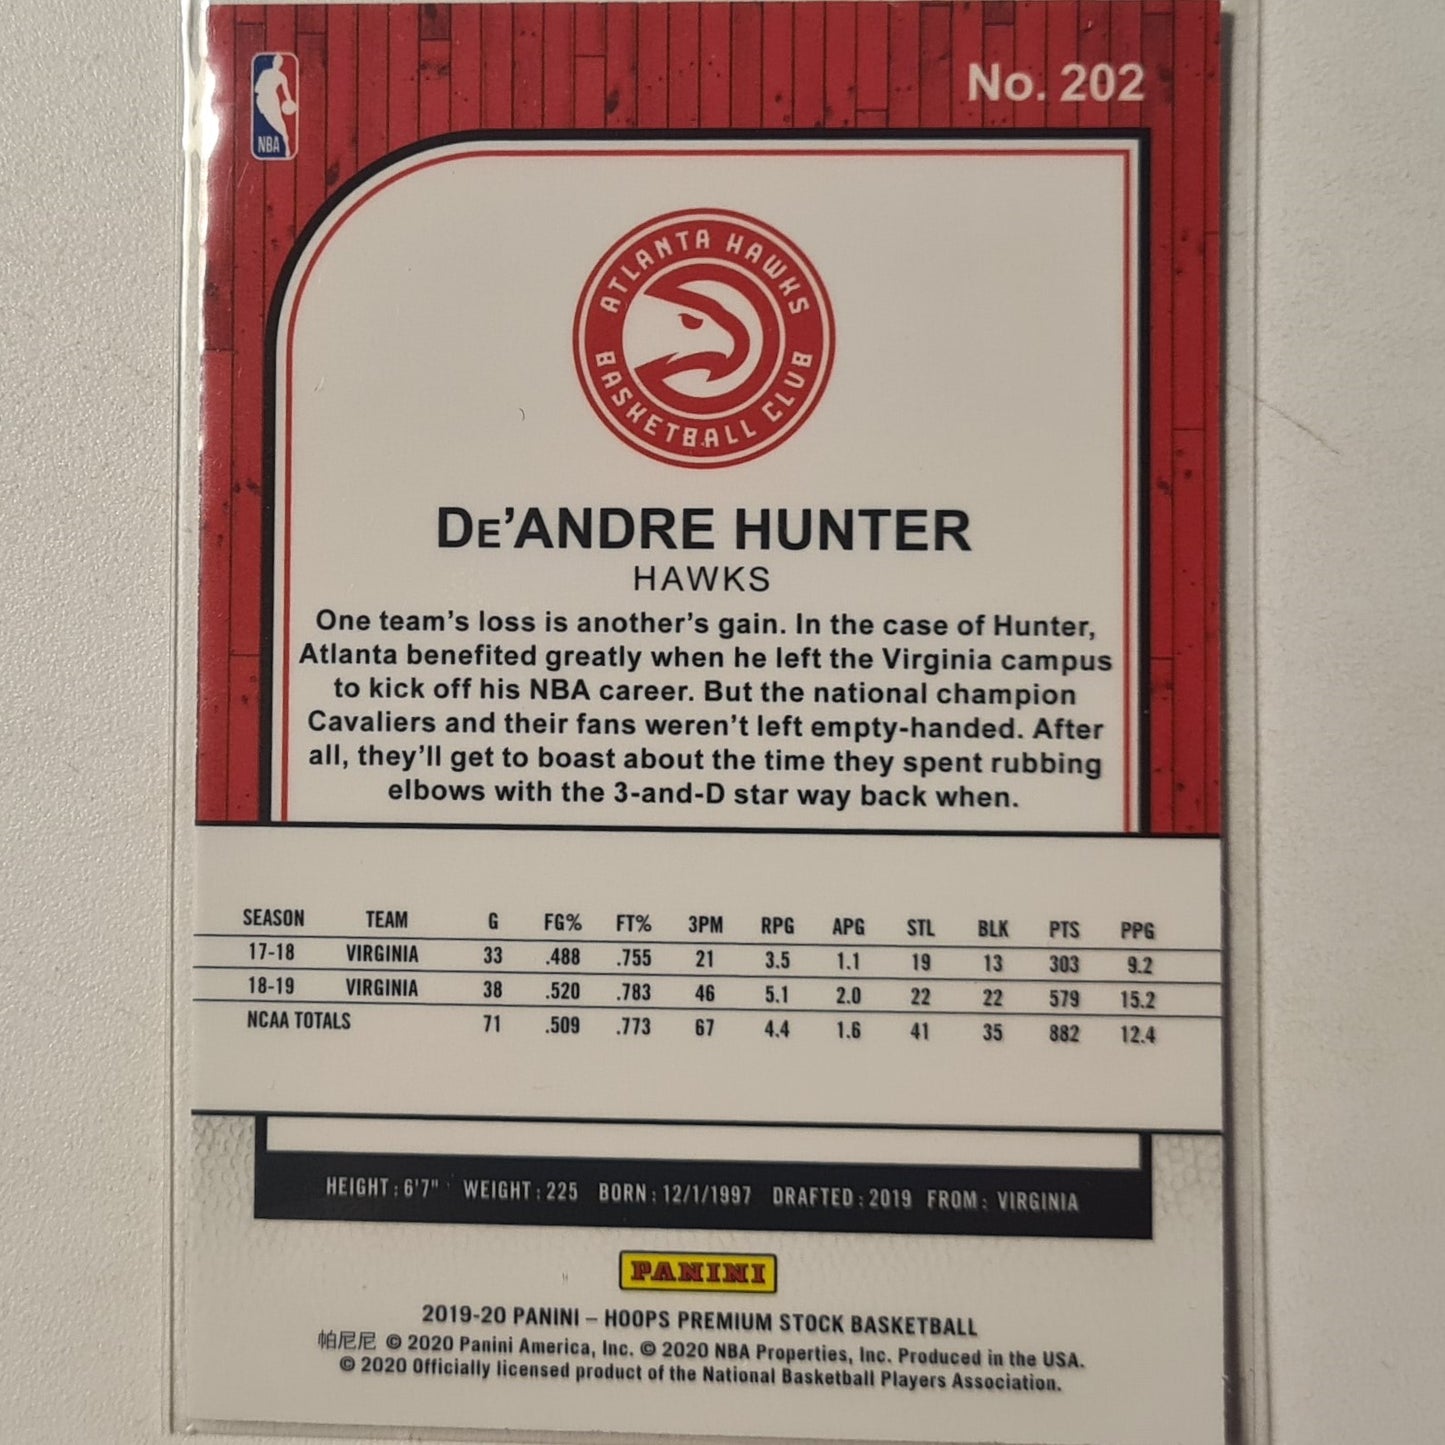 No. 202
NBA
ATLANTA HAWKS
BASKETBALL CLUB
DE'ANDRE HUNTER
HAWKS
One team's loss is another's gain. In the case of Hunter,
Atlanta benefited greatly when he left the Virginia campus
to kick off his NBA career. But the national champion
Cavaliers and their fans weren't left empty-handed. After
all, they'll get to boast about the time they spent rubbing
elbows with the 3-and-D star way back when.
SEASON TEAM G FG% FT% 3PM RPG APG STL BLK PTS PPG
17-18 VIRGINIA 33 .488 .755 21 3.5 1.1 19 13 303 9.2
18-19 VIRGINIA 38 .520 .783 46 5.1 2.0 22 22 579 15.2
NCAA TOTALS 71 .509 .773 67 4.4 1.6 41 35 882 12.4
HEIGHT: 6'7" WEIGHT: 225 BORN: 12/1/1997 DRAFTED: 2019 FROM: VIRGINIA
PANINI
2019-20 PANINI – HOOPS PREMIUM STOCK BASKETBALL
帕尼尼 © 2020 Panini America, Inc. © 2020 NBA Properties, Inc. Produced in the USA.
© 2020 Officially licensed product of the National Basketball Players Association.